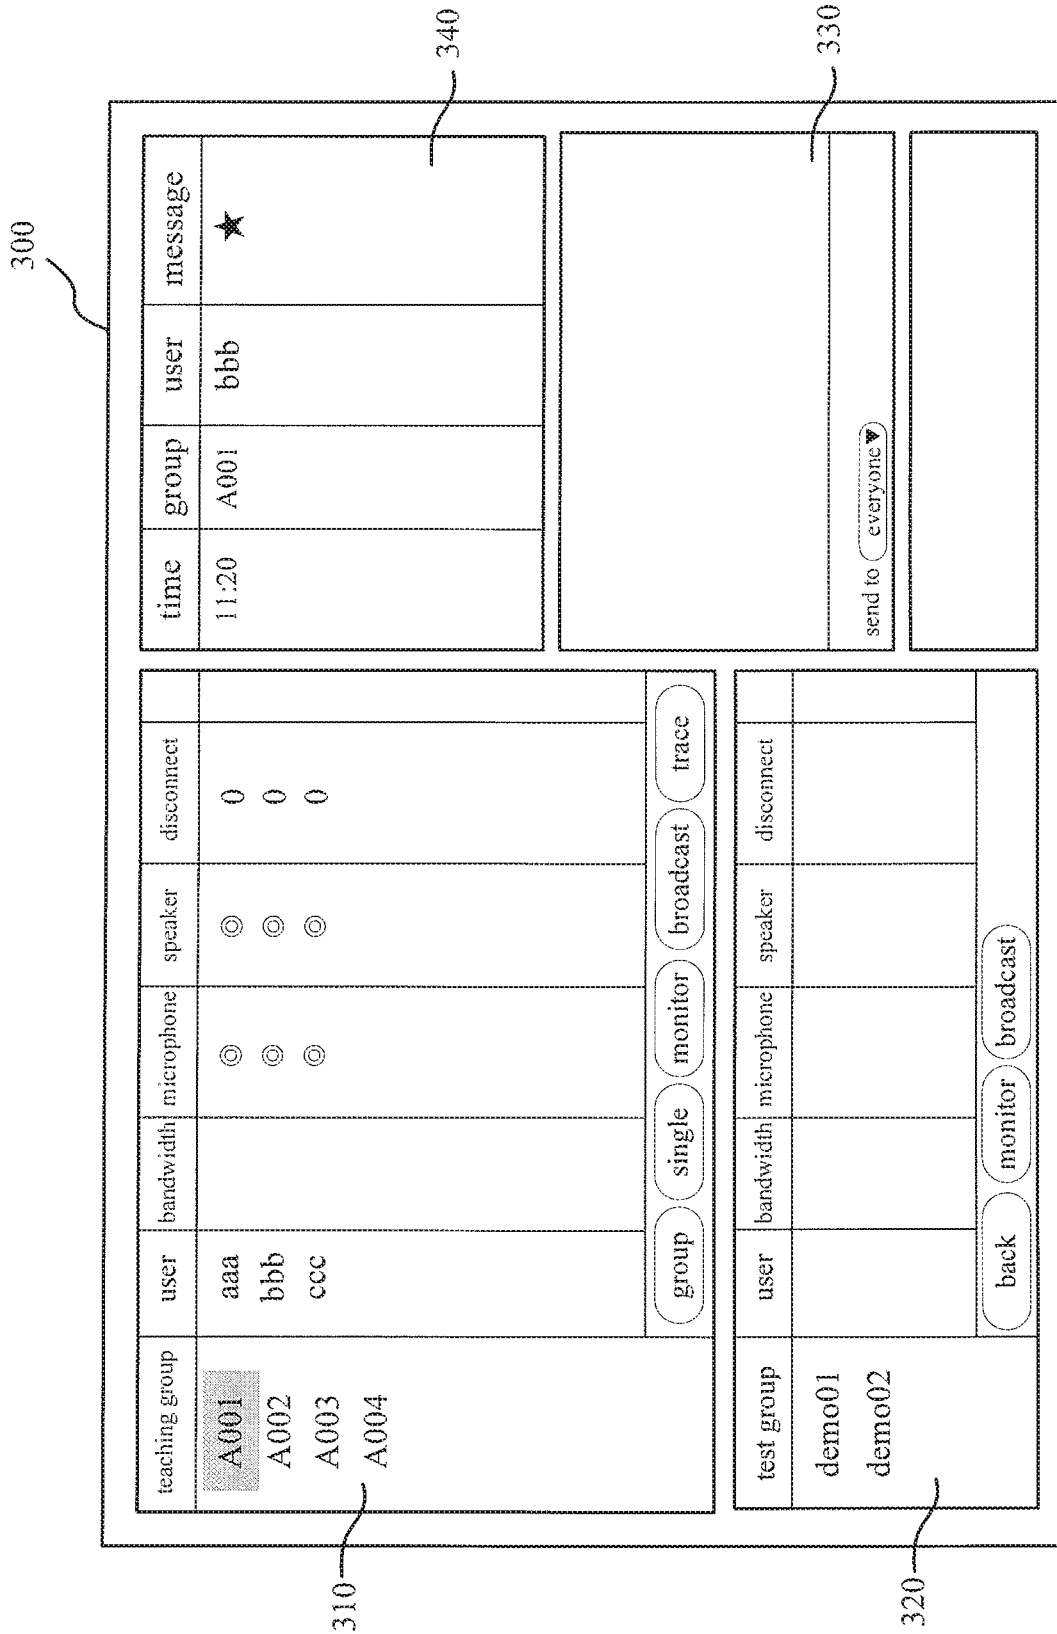 300
teaching group user bandwidth microphone speaker disconnect
A001 aaa ◎ ◎ 0
A002 bbb ◎ ◎ 0
A003 ccc ◎ ◎ 0
A004
group single monitor broadcast trace
310
test group user bandwidth microphone speaker disconnect
demo01
demo02
back monitor broadcast
320
time group user message
11:20 A001 bbb ★
340
send to everyone▼
330